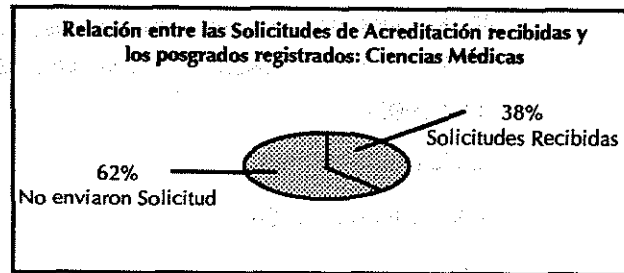 Relación entre las Solicitudes de Acreditación recibidas y
los posgrados registrados: Ciencias Médicas
38%
Solicitudes Recibidas
62%
No enviaron Solicitud